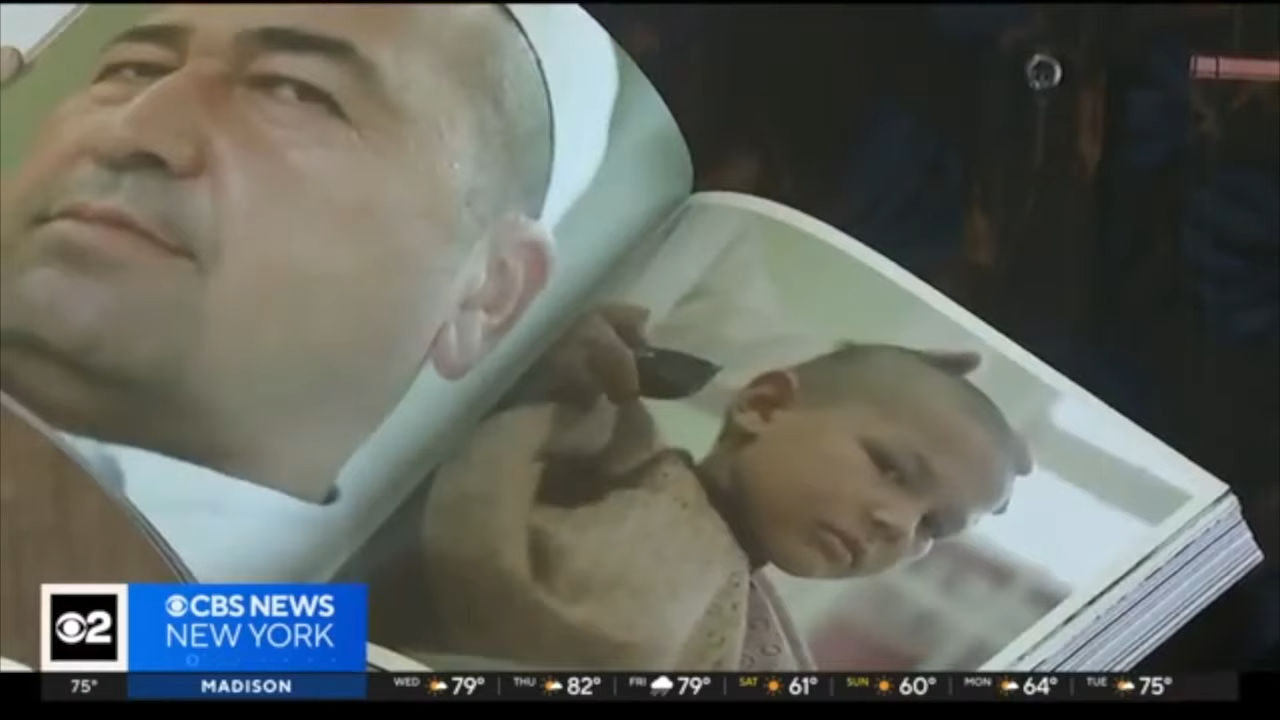 2
CBS NEWS
NEW YORK
75° MADISON WED 79° THU 82° FRI 79° SAT 61° SUN 60° MON 64° TUE 75°